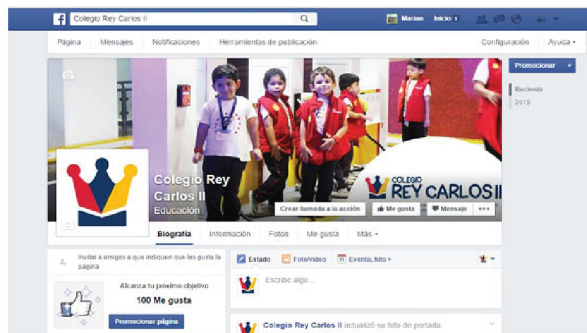 Colegio Rey Carlos II
Mariam Inicio 1
Página Mensajes Notificaciones Herramientas de publicación Configuración Ayuda
Promocionar
Reciente
2015
COLEGIO
REY CARLOS II
Colegio Rey
Carlos II
Educación
Crear llamada a la acción Me gusta Mensaje
Biografía Información Fotos Me gusta Más
Invitar a amigos a que indiquen que les gusta la
página
Alcanza tu próximo objetivo
100 Me gusta
Promocionar página
Estado Foto/video Evento, hito +
Escribe algo...
Colegio Rey Carlos II actualizó su foto de portada.